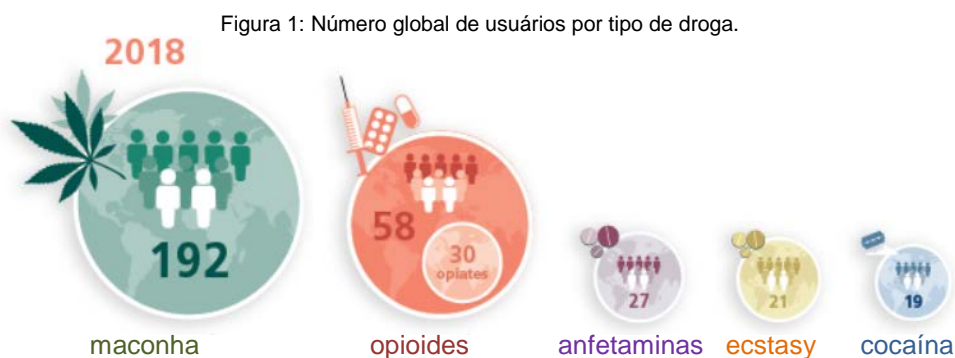 Figura 1: Número global de usuários por tipo de droga.
2018
192
58
30
opiates
27
21
19
maconha
opioides
anfetaminas
ecstasy
cocaína